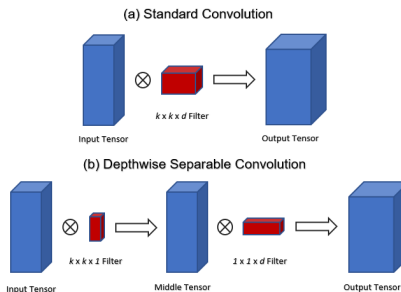 (a) Standard Convolution
k x k x d Filter
Input Tensor
Output Tensor
(b) Depthwise Separable Convolution
k x k x 1 Filter
1 x 1 x d Filter
Input Tensor
Middle Tensor
Output Tensor